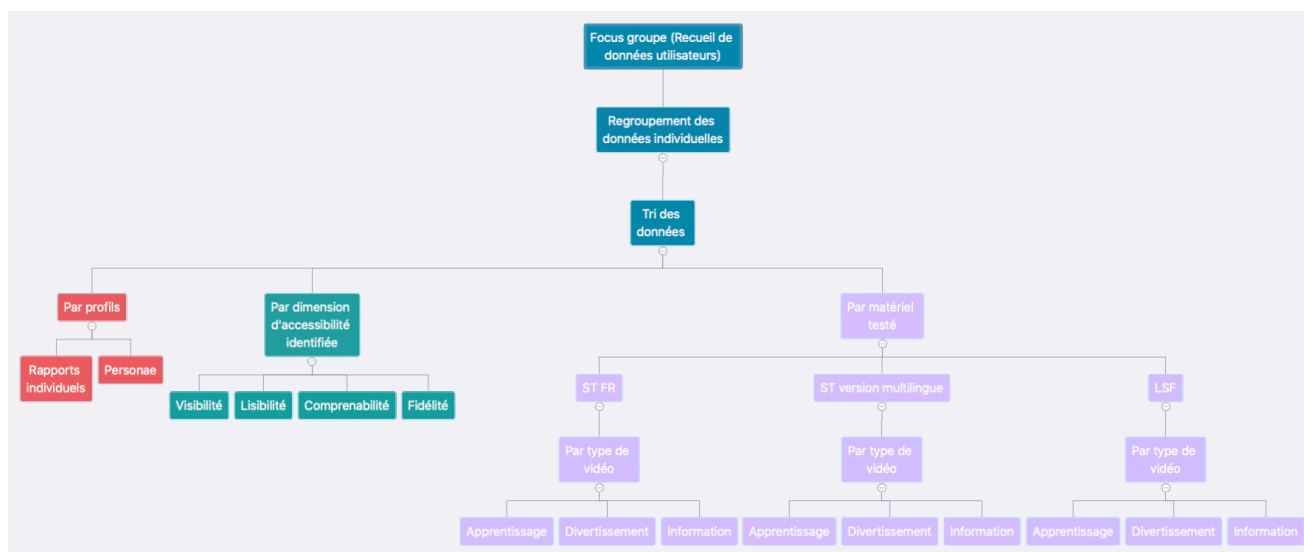 Focus groupe (Recueil de
données utilisateurs)
Regroupement des
données individuelles
Tri des
données
Par profils
Par dimension
d'accessibilité
identifiée
Par matériel
testé
Rapports
individuels
Personae
Visibilité
Lisibilité
Comprenabilité
Fidélité
ST FR
ST version multilingue
LSF
Par type de
vidéo
Par type de
vidéo
Par type de
vidéo
Apprentissage
Divertissement
Information
Apprentissage
Divertissement
Information
Apprentissage
Divertissement
Information